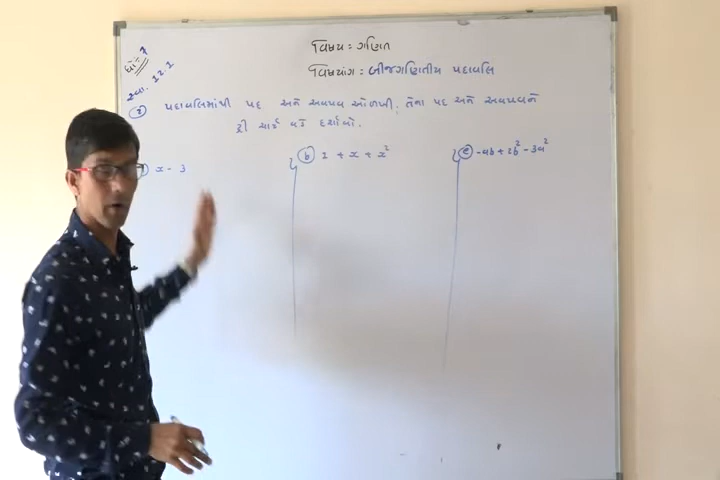 વિષય : ગણિત
વિષયાંગ : બીજગણિતીય પદાવલિ
ધો:- 7
સ્વા. 12.1
પદાવલિમાંથી પદ અને અવયવ ઓળખી, તેના પદ અને અવયવને
ટ્રી ચાર્ટ વડે દર્શાવો.
x - 3
(b) 1 + x + x²
-ab + 2b² - 3a²